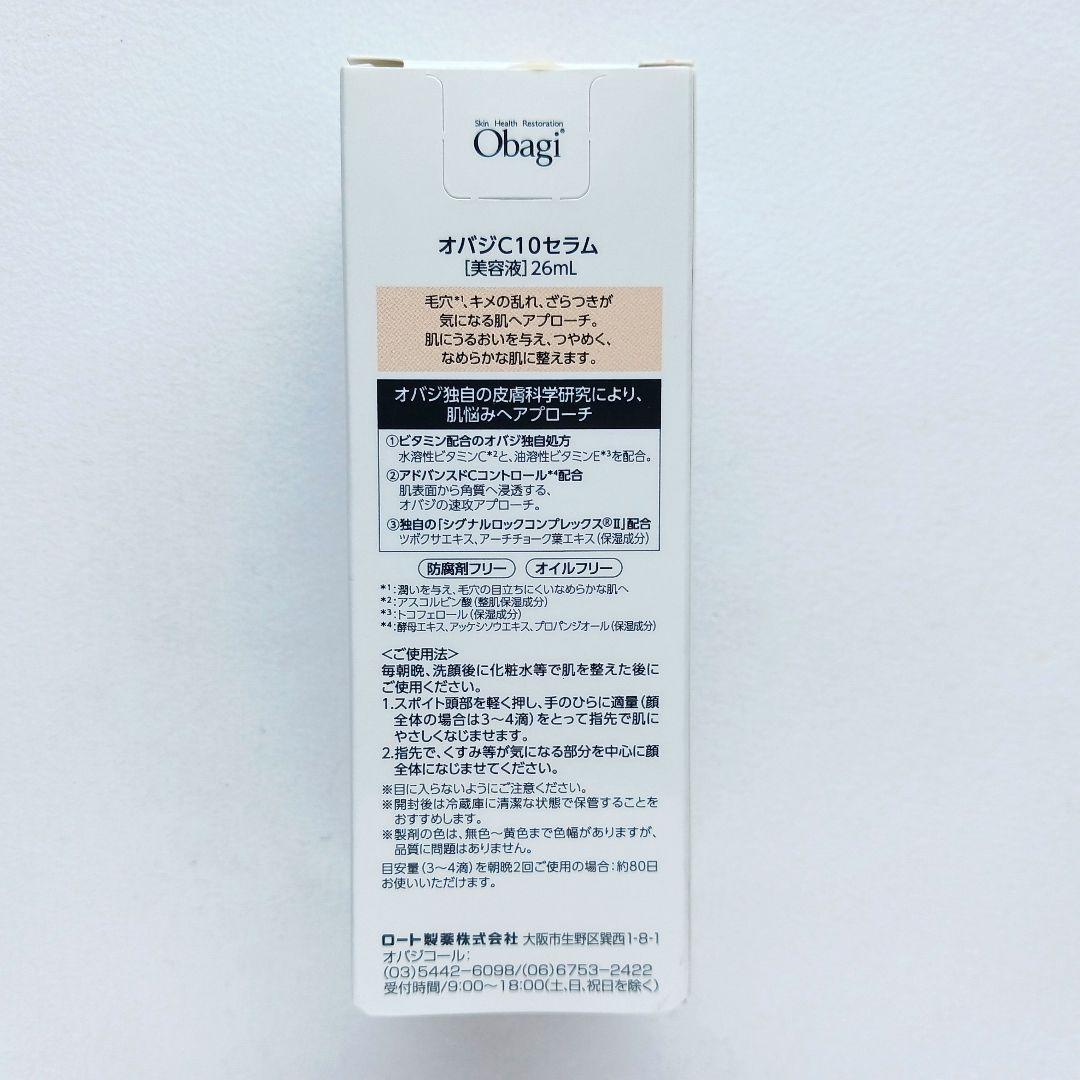 Skin Health Restoration
Obagi®
オバジC10セラム
[美容液]26mL
毛穴*1、キメの乱れ、ざらつきが
気になる肌へアプローチ。
肌にうるおいを与え、つやめく、
なめらかな肌に整えます。
オバジ独自の皮膚科学研究により、
肌悩みへアプローチ
①ビタミン配合のオバジ独自処方
水溶性ビタミンC*2と、油溶性ビタミンE*3を配合。
②アドバンスドCコントロール*4配合
肌表面から角質へ浸透する、
オバジの速攻アプローチ。
③独自の「シグナルロックコンプレックス®Ⅱ」配合
ツボクサエキス、アーチチョーク葉エキス(保湿成分)
防腐剤フリー オイルフリー
*1:潤いを与え、毛穴の目立ちにくいなめらかな肌へ
*2:アスコルビン酸(整肌保湿成分)
*3:トコフェロール(保湿成分)
*4:酵母エキス、アッケシソウエキス、プロパンジオール(保湿成分)
<ご使用法>
毎朝晩、洗顔後に化粧水等で肌を整えた後に
ご使用ください。
1.スポイト頭部を軽く押し、手のひらに適量(顔
全体の場合は3〜4滴)をとって指先で肌に
やさしくなじませます。
2.指先で、くすみ等が気になる部分を中心に顔
全体になじませてください。
※目に入らないようにご注意ください。
※開封後は冷蔵庫に清潔な状態で保管することを
おすすめします。
※製剤の色は、無色〜黄色まで色幅がありますが、
品質に問題はありません。
目安量(3〜4滴)を朝晩2回ご使用の場合:約80日
お使いいただけます。
ロート製薬株式会社 大阪市生野区巽西1-8-1
オバジコール:
(03)5442-6098/(06)6753-2422
受付時間/9:00〜18:00(土、日、祝日を除く)